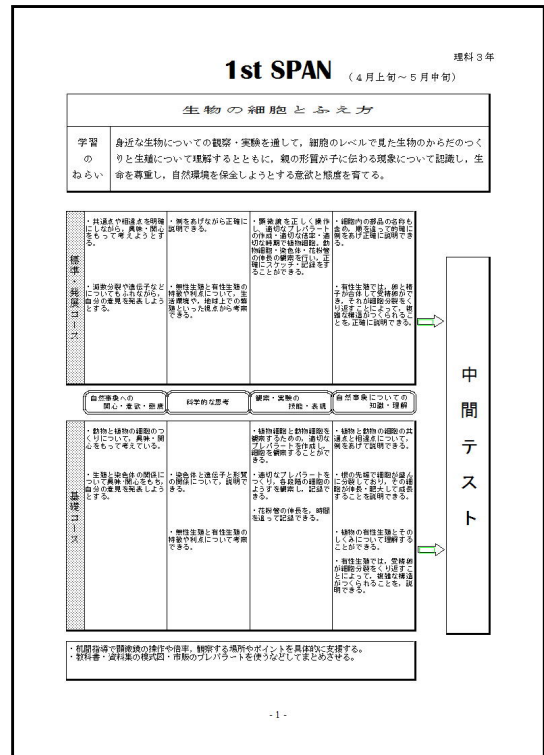 理科３年
1st SPAN
（４月上旬～５月中旬）
生物の細胞とふえ方
学習
の
ねらい
身近な生物についての観察・実験を通して，細胞のレベルで見た生物のからだのつく
りと生殖について理解するとともに，親の形質が子に伝わる現象について認識し，生
命を尊重し，自然環境を保全しようとする意欲と態度を育てる。
標準・発展コース
・共通点や相違点を明確
にしながら，興味・関心
をもって考えようとす
る。
・減数分裂や遺伝子など
についてもふれながら，
自分の意見を発表しよう
とする。
・例をあげながら正確に
説明できる。
・無性生殖と有性生殖の
特徴や利点について，生
活環境や，地球上での繁
殖といった視点から考察
できる。
・顕微鏡を正しく操作
し，適切なプレパラート
の作成・適切な倍率・適
切な時期で植物細胞，動
物細胞・染色体・花粉管
の伸長の観察を行い，正
確にスケッチ・記録をす
ることができる。
・細胞内の部品の名称も
含め，順を追って的確に
例をあげ正確に説明でき
る。
・有性生殖では，卵と精
子が合体して受精卵がで
き，それが細胞分裂をく
り返すことによって，複
雑な構造がつくられるこ
とを，正確に説明できる。
自然事象への
関心・意欲・態度
科学的な思考
観察・実験の
技能・表現
自然事象についての
知識・理解
基礎コース
・動物と植物の細胞のつ
くりについて，興味・関
心をもって考えている。
・生殖と染色体の関係に
ついて興味・関心をもち，
自分の意見を発表しよう
とする。
・染色体と遺伝子と形質
の関係について，説明で
きる。
・無性生殖と有性生殖の
特徴や利点について考察
できる。
・植物細胞と動物細胞を
観察するための，適切な
プレパラートを作成し，
細胞を観察することがで
きる。
・適切なプレパラートを
つくり，各段階の細胞の
ようすを観察し，記録で
きる。
・花粉管の伸長を，時間
を追って記録できる。
・植物と動物の細胞の共
通点と相違点について，
例をあげて説明できる。
・根の先端で細胞が盛ん
に分裂しており，その細
胞が伸長・肥大して成長
することを説明できる。
・植物の有性生殖とその
しくみについて理解する
ことができる。
・有性生殖では，受精卵
が細胞分裂をくり返すこ
とによって，複雑な構造
がつくられることを，説
明できる。
中間テスト
・机間指導で顕微鏡の操作や倍率，観察する場所やポイントを具体的に支援する。
・教科書・資料集の模式図・市販のプレパラートを使うなどしてまとめさせる。
- 1 -